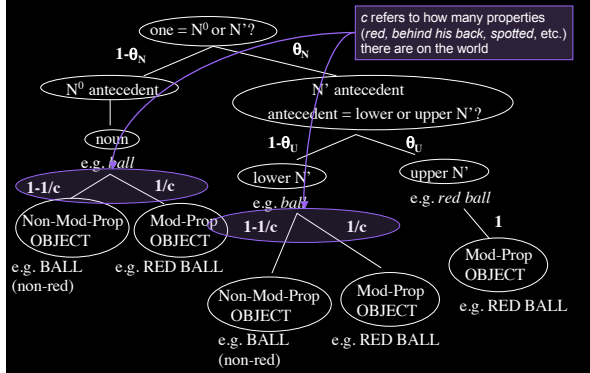 one = N⁰ or N’?
c refers to how many properties
(red, behind his back, spotted, etc.)
there are on the world
1-θN
θN
N⁰ antecedent
N’ antecedent
antecedent = lower or upper N’?
noun
e.g. ball
1-θU
θU
lower N’
upper N’
e.g. ball
e.g. red ball
1-1/c
1/c
1-1/c
1/c
1
Non-Mod-Prop
OBJECT
Mod-Prop
OBJECT
Mod-Prop
OBJECT
e.g. BALL
(non-red)
e.g. RED BALL
e.g. RED BALL
Non-Mod-Prop
OBJECT
Mod-Prop
OBJECT
e.g. BALL
(non-red)
e.g. RED BALL